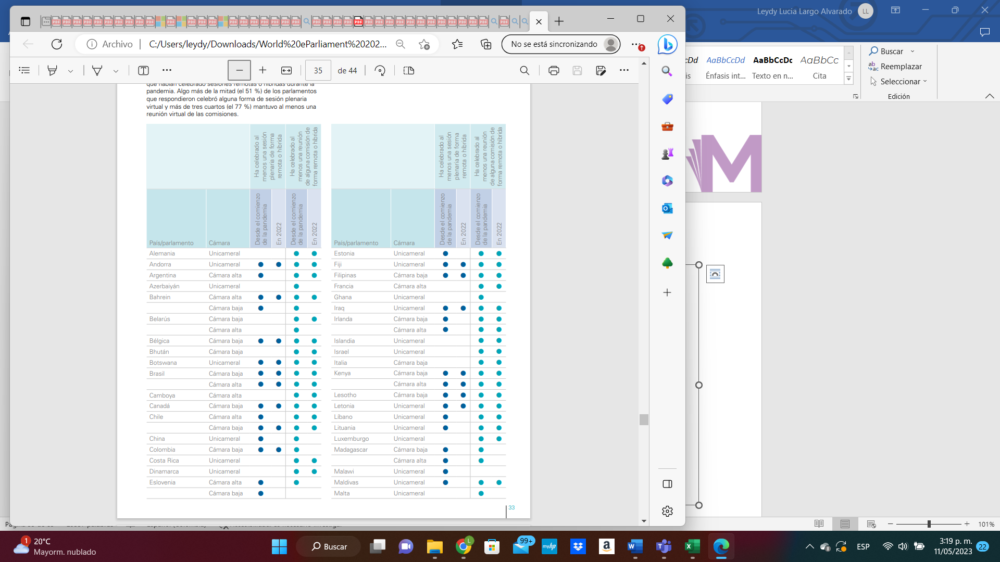 Leydy Lucia Largo Alvarado LL
Archivo | C:/Users/leydy/Downloads/World%20eParliament%20202...
No se está sincronizando
35 de 44
Buscar
Reemplazar
Seleccionar
Edición
AaBbCcDd AaBbCcDc AaBbCc
Énfasis int... Texto en n... Cita
que habían celebrado sesiones remotas o híbridas durante la
pandemia. Algo más de la mitad (el 51 %) de los parlamentos
que respondieron celebró alguna forma de sesión plenaria
virtual y más de tres cuartos (el 77 %) mantuvo al menos una
reunión virtual de las comisiones.
Ha celebrado al
menos una sesión
plenaria de forma
remota o híbrida
Ha celebrado al
menos una reunión
de alguna comisión de
forma remota o híbrida
País/parlamento Cámara
Desde el comienzo
de la pandemia
En 2022
Desde el comienzo
de la pandemia
En 2022
Alemania Unicameral
Andorra Unicameral
Argentina Cámara alta
Azerbaiyán Unicameral
Bahrein Cámara alta
Cámara baja
Belarús Cámara baja
Cámara alta
Bélgica Cámara baja
Bhután Cámara baja
Botswana Unicameral
Brasil Cámara baja
Cámara alta
Camboya Cámara alta
Canadá Cámara baja
Chile Cámara alta
Cámara baja
China Unicameral
Colombia Cámara baja
Costa Rica Unicameral
Dinamarca Unicameral
Eslovenia Cámara alta
Cámara baja
Ha celebrado al
menos una sesión
plenaria de forma
remota o híbrida
Ha celebrado al
menos una reunión
de alguna comisión de
forma remota o híbrida
País/parlamento Cámara
Desde el comienzo
de la pandemia
En 2022
Desde el comienzo
de la pandemia
En 2022
Estonia Unicameral
Fiji Unicameral
Filipinas Cámara baja
Francia Cámara alta
Ghana Unicameral
Iraq Unicameral
Irlanda Cámara baja
Cámara alta
Islandia Unicameral
Israel Unicameral
Italia Cámara baja
Kenya Cámara baja
Cámara alta
Lesotho Cámara baja
Letonia Unicameral
Líbano Unicameral
Lituania Unicameral
Luxemburgo Unicameral
Madagascar Cámara baja
Cámara alta
Malawi Unicameral
Maldivas Unicameral
Malta Unicameral
33
M
101%
1
20°C
Mayorm. nublado
Buscar
99+
ESP
3:19 p. m.
11/05/2023
22